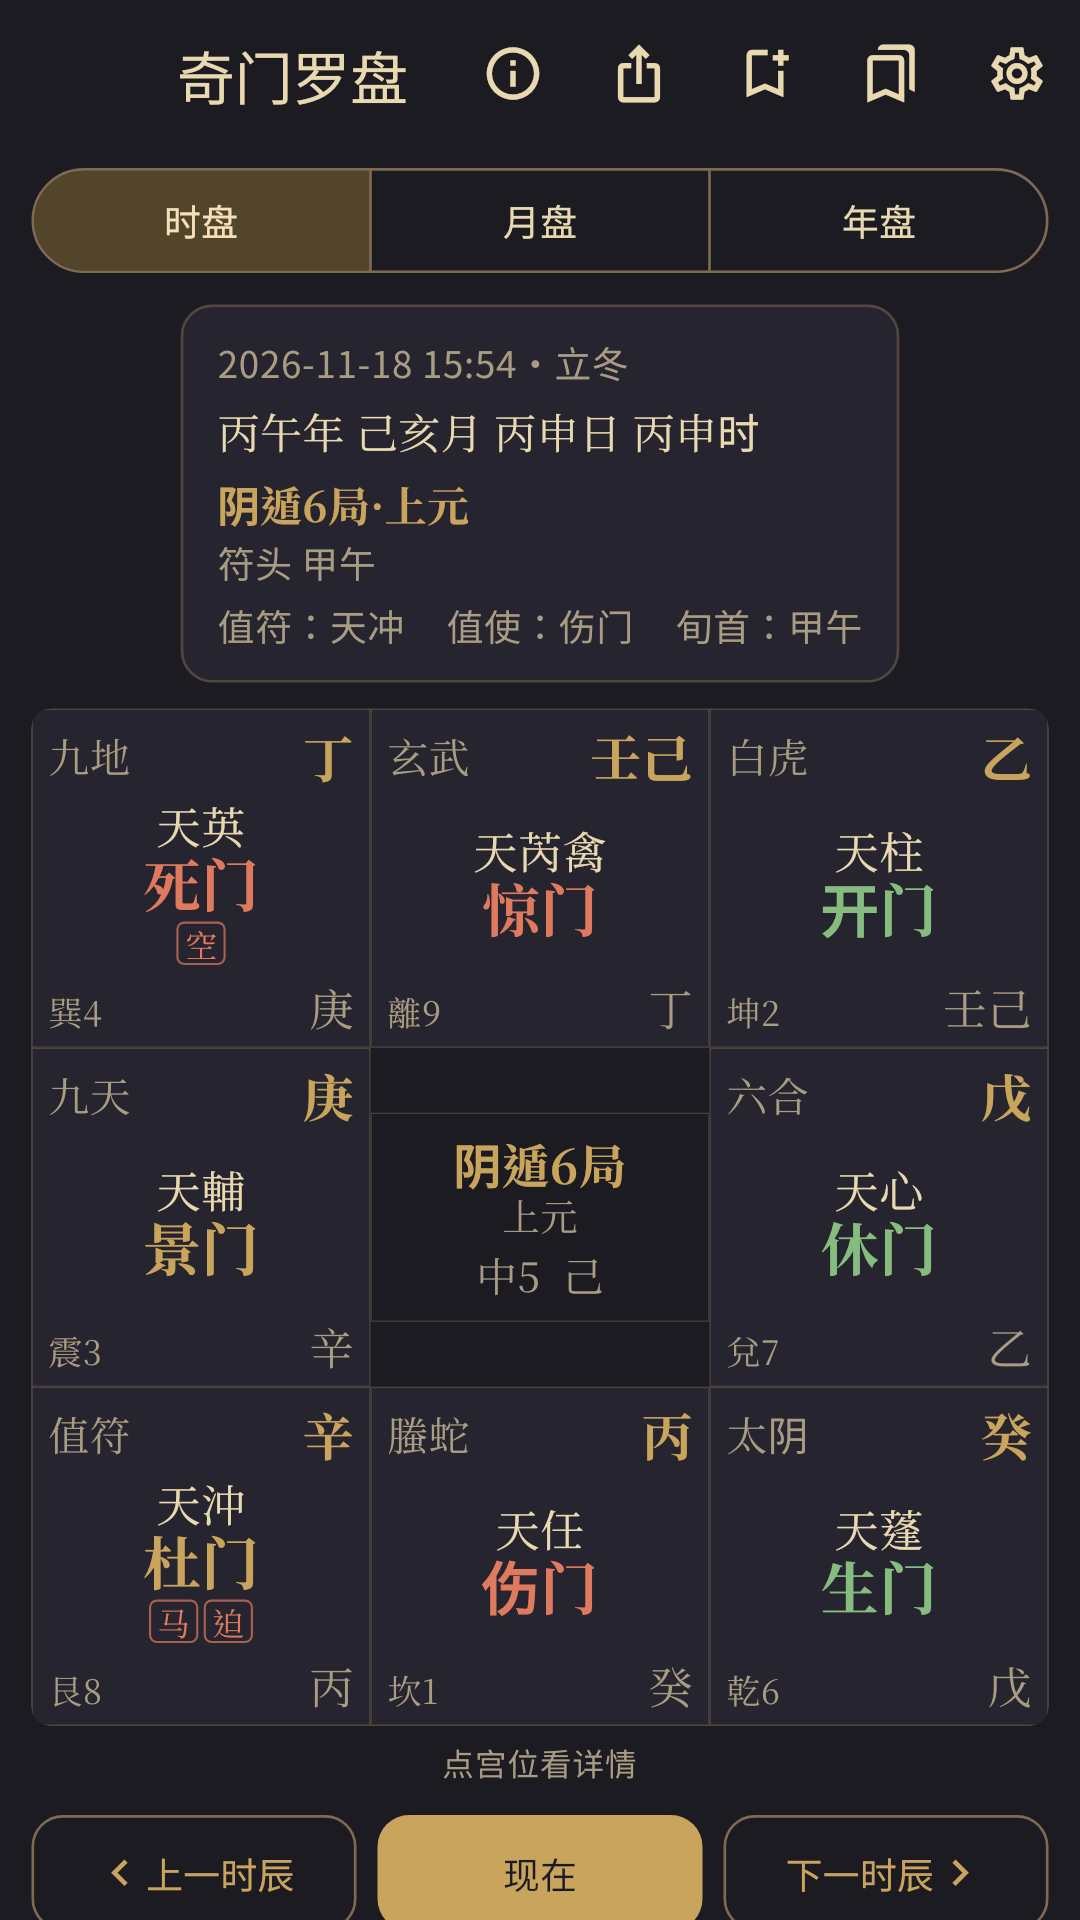 奇门罗盘
时盘 月盘 年盘
2026-11-18 15:54 · 立冬
丙午年 己亥月 丙申日 丙申时
阴遁6局·上元
符头 甲午
值符：天冲 值使：伤门 旬首：甲午
九地 丁
天英
死门
空
巽4 庚
玄武 壬己
天芮禽
惊门
離9 丁
白虎 乙
天柱
开门
坤2 壬己
九天 庚
天輔
景门
震3 辛
阴遁6局
上元
中5 己
六合 戊
天心
休门
兌7 乙
值符 辛
天沖
杜门
马 迫
艮8 丙
螣蛇 丙
天任
伤门
坎1 癸
太阴 癸
天蓬
生门
乾6 戊
点宫位看详情
上一时辰 现在 下一时辰